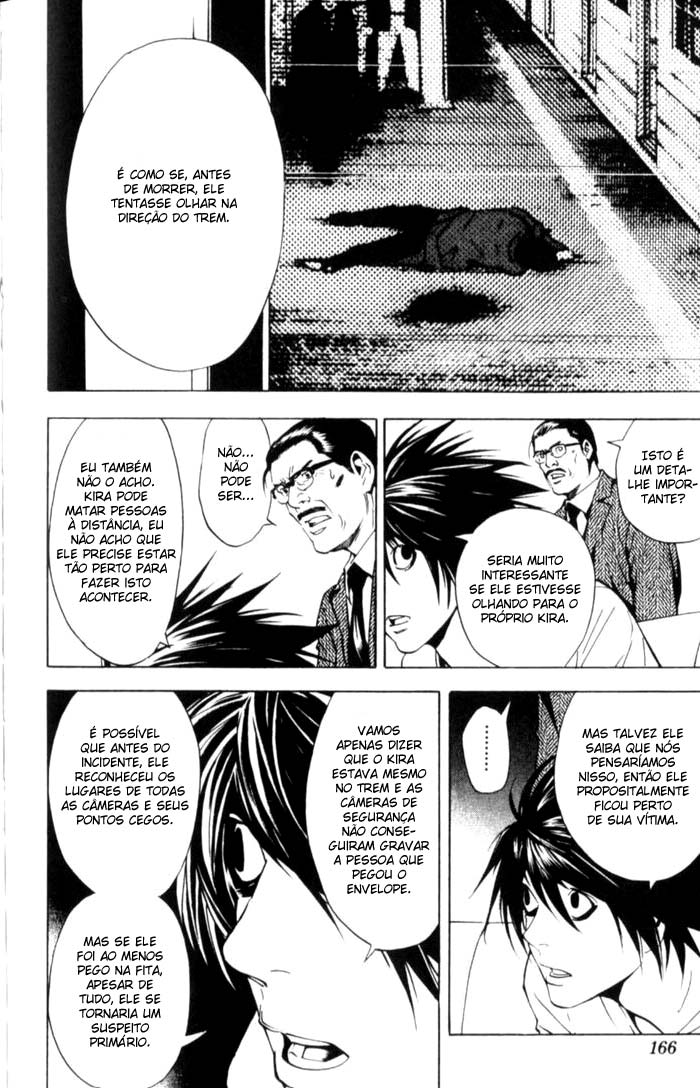 É COMO SE, ANTES
DE MORRER, ELE
TENTASSE OLHAR NA
DIREÇÃO DO TREM.
ISTO É
UM DETA-
LHE IMPOR-
TANTE?
SERIA MUITO
INTERESSANTE
SE ELE ESTIVESSE
OLHANDO PARA O
PRÓPRIO KIRA.
NÃO...
NÃO
PODE
SER...
EU TAMBÉM
NÃO O ACHO.
KIRA PODE
MATAR PESSOAS
À DISTÂNCIA, EU
NÃO ACHO QUE
ELE PRECISE ESTAR
TÃO PERTO PARA
FAZER ISTO
ACONTECER.
MAS TALVEZ ELE
SAIBA QUE NÓS
PENSARÍAMOS
NISSO, ENTÃO ELE
PROPOSITALMENTE
FICOU PERTO
DE SUA VÍTIMA.
........
VAMOS
APENAS DIZER
QUE O KIRA
ESTAVA MESMO
NO TREM E AS
CÂMERAS DE
SEGURANÇA
NÃO CONSE-
GUIRAM GRAVAR
A PESSOA QUE
PEGOU O
ENVELOPE.
É POSSÍVEL
QUE ANTES DO
INCIDENTE, ELE
RECONHECEU OS
LUGARES DE TODAS
AS CÂMERAS E SEUS
PONTOS CEGOS.
MAS SE ELE
FOI AO MENOS
PEGO NA FITA,
APESAR DE
TUDO, ELE SE
TORNARIA UM
SUSPEITO
PRIMÁRIO.
166